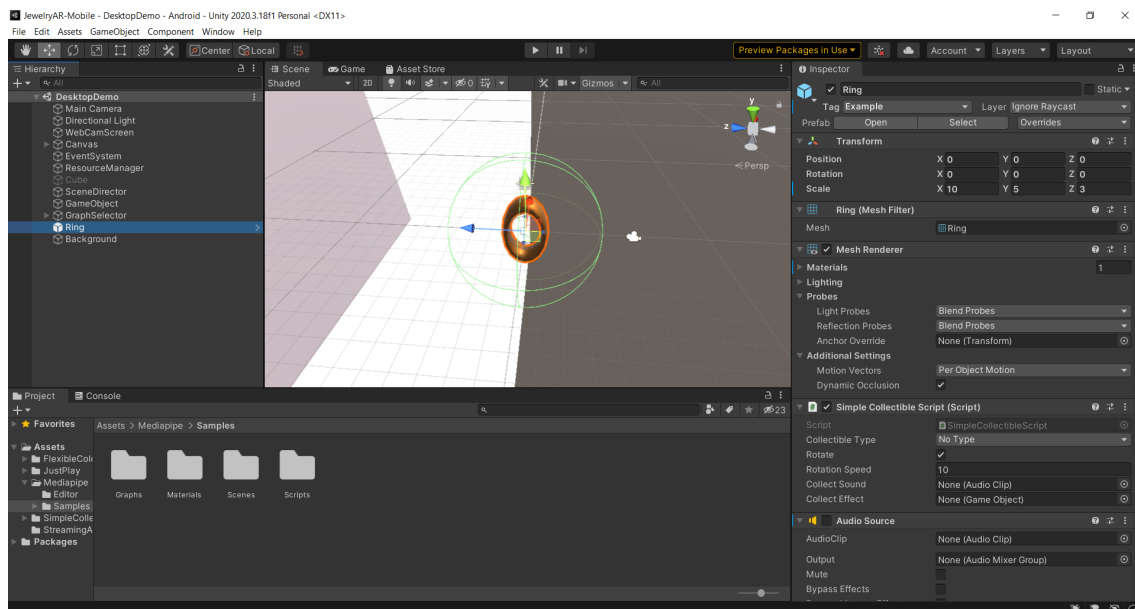 JewelryAR-Mobile - DesktopDemo - Android - Unity 2020.3.18f1 Personal <DX11>
File Edit Assets GameObject Component Window Help
Center Local Preview Packages in Use Account Layers Layout
Hierarchy
All
DesktopDemo
Main Camera
Directional Light
WebCamScreen
Canvas
EventSystem
ResourceManager
Cube
SceneDirector
GameObject
GraphSelector
Ring
Background
Scene Game Asset Store
Shaded 20 0 Gizmos All
y
z
Persp
Inspector
Ring Static
Tag Example Layer Ignore Raycast
Prefab Open Select Overrides
Transform
Position X 0 Y 0 Z 0
Rotation X 0 Y 0 Z 0
Scale X 10 Y 5 Z 3
Ring (Mesh Filter)
Mesh Ring
Mesh Renderer
Materials 1
Lighting
Probes
Light Probes Blend Probes
Reflection Probes Blend Probes
Anchor Override None (Transform)
Additional Settings
Motion Vectors Per Object Motion
Dynamic Occlusion
Simple Collectible Script (Script)
Script SimpleCollectibleScript
Collectible Type No Type
Rotate
Rotation Speed 10
Collect Sound None (Audio Clip)
Collect Effect None (Game Object)
Audio Source
AudioClip None (Audio Clip)
Output None (Audio Mixer Group)
Mute
Bypass Effects
Project Console
23
Favorites
Assets
FlexibleColo
JustPlay
Mediapipe
Editor
Samples
SimpleColle
StreamingA
Packages
Assets > Mediapipe > Samples
Graphs Materials Scenes Scripts